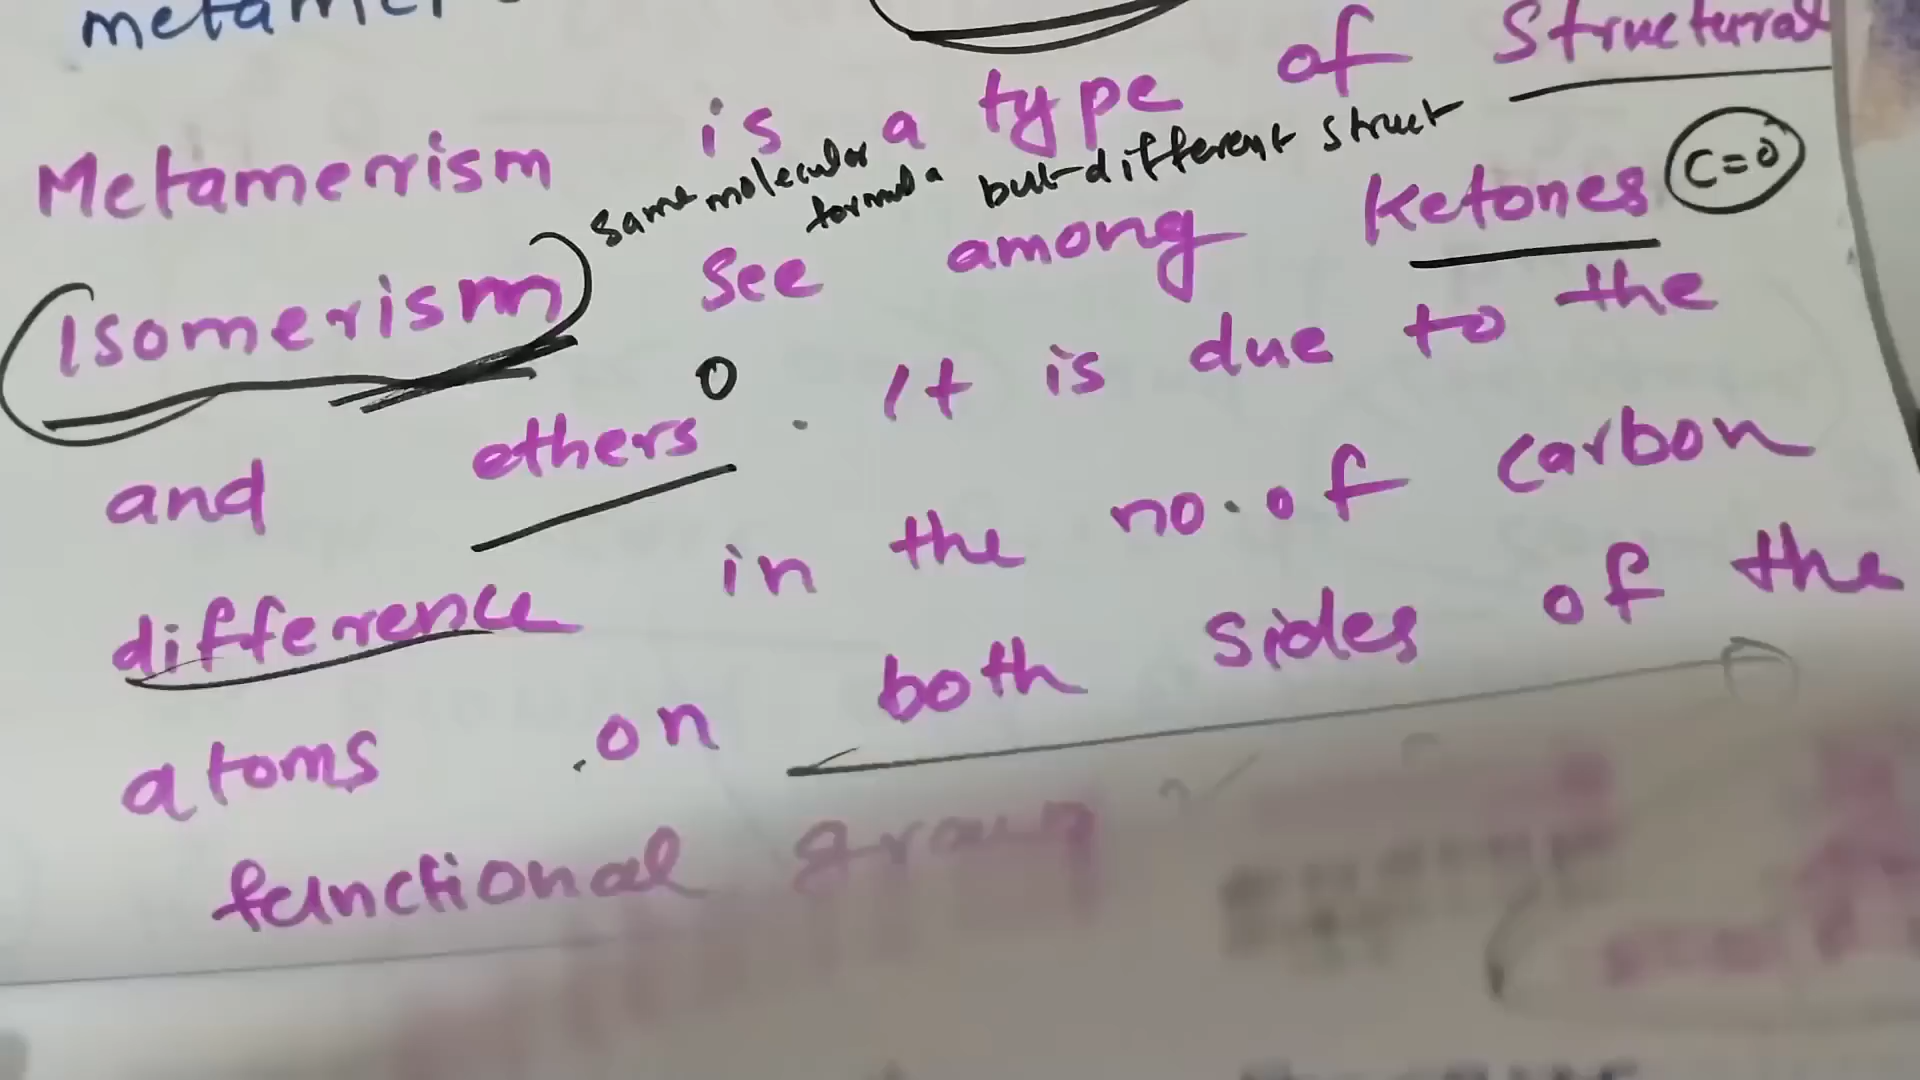 Metamerism is a type of Structural
same molecular formula but different struct
Isomerism See among Ketones C=O
and ethers O . It is due to the
difference in the no. of carbon
atoms on both sides of the
functional group